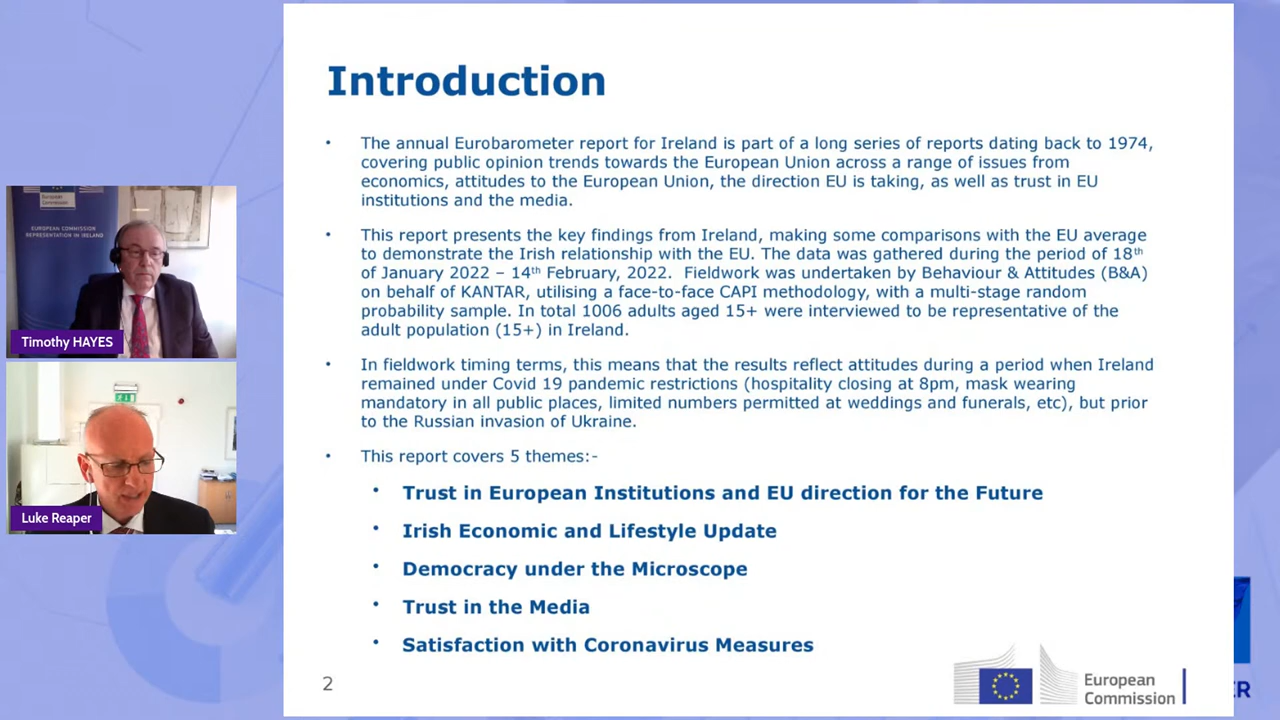 Introduction
• The annual Eurobarometer report for Ireland is part of a long series of reports dating back to 1974,
covering public opinion trends towards the European Union across a range of issues from
economics, attitudes to the European Union, the direction EU is taking, as well as trust in EU
institutions and the media.
• This report presents the key findings from Ireland, making some comparisons with the EU average
to demonstrate the Irish relationship with the EU. The data was gathered during the period of 18th
of January 2022 – 14th February, 2022. Fieldwork was undertaken by Behaviour & Attitudes (B&A)
on behalf of KANTAR, utilising a face-to-face CAPI methodology, with a multi-stage random
probability sample. In total 1006 adults aged 15+ were interviewed to be representative of the
adult population (15+) in Ireland.
• In fieldwork timing terms, this means that the results reflect attitudes during a period when Ireland
remained under Covid 19 pandemic restrictions (hospitality closing at 8pm, mask wearing
mandatory in all public places, limited numbers permitted at weddings and funerals, etc), but prior
to the Russian invasion of Ukraine.
• This report covers 5 themes:-
• Trust in European Institutions and EU direction for the Future
• Irish Economic and Lifestyle Update
• Democracy under the Microscope
• Trust in the Media
• Satisfaction with Coronavirus Measures
2
European
Commission
European
Commission
EUROPEAN COMMISSION
REPRESENTATION IN IRELAND
Timothy HAYES
Luke Reaper
ER